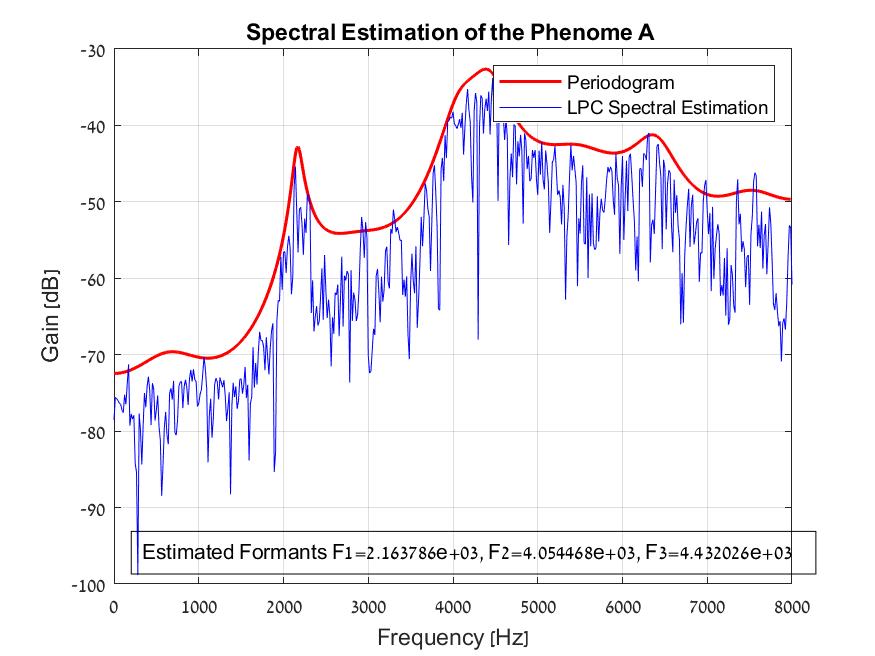 Spectral Estimation of the Phenome A
Periodogram
LPC Spectral Estimation
Gain [dB]
-30
-40
-50
-60
-70
-80
-90
-100
Estimated Formants F1=2.163786e+03, F2=4.054468e+03, F3=4.432026e+03
0 1000 2000 3000 4000 5000 6000 7000 8000
Frequency [Hz]